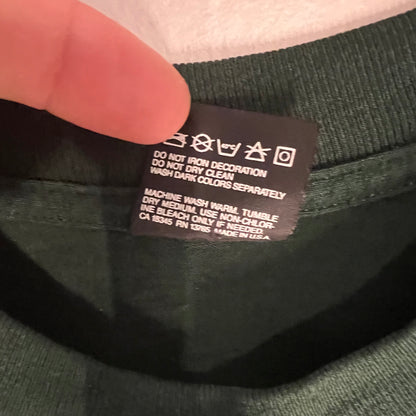 DO NOT IRON DECORATION
DO NOT DRY CLEAN
WASH DARK COLORS SEPARATELY
MACHINE WASH WARM. TUMBLE
DRY MEDIUM. USE NON-CHLOR-
INE BLEACH ONLY IF NEEDED.
CA 15345 RN 13765 MADE IN U.S.A.